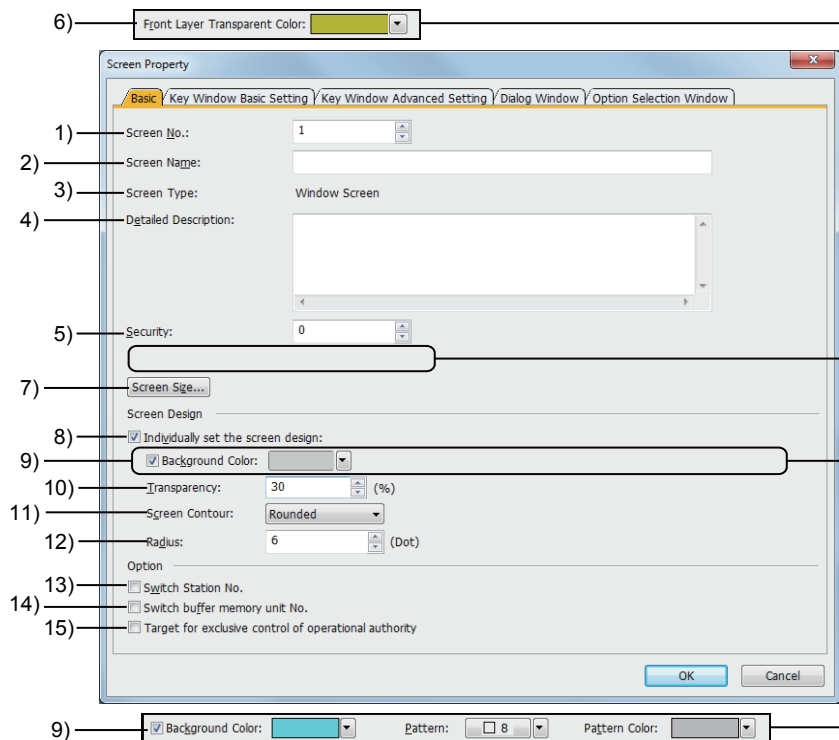 6) Front Layer Transparent Color:
Screen Property
Basic Key Window Basic Setting Key Window Advanced Setting Dialog Window Option Selection Window
1) Screen No.: 1
2) Screen Name:
3) Screen Type: Window Screen
4) Detailed Description:
5) Security: 0
7) Screen Size...
Screen Design
8) Individually set the screen design:
9) Background Color:
10) Transparency: 30 (%)
11) Screen Contour: Rounded
12) Radius: 6 (Dot)
Option
13) Switch Station No.
14) Switch buffer memory unit No.
15) Target for exclusive control of operational authority
OK Cancel
9) Background Color: Pattern: 8 Pattern Color: